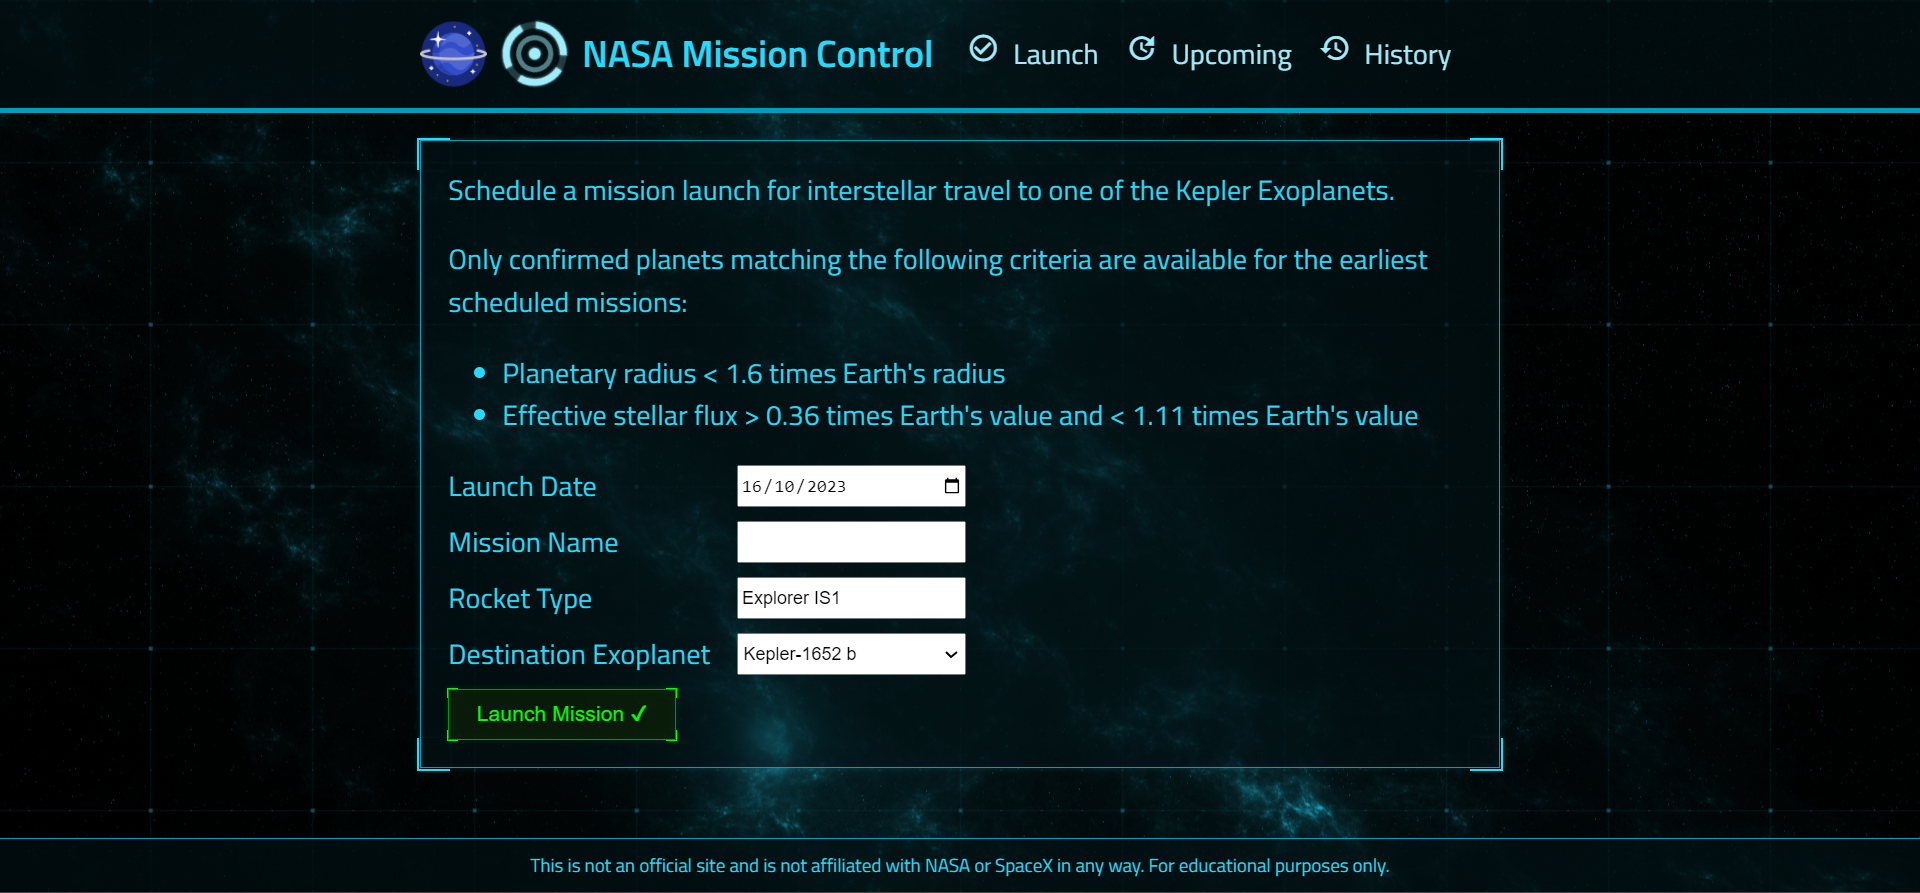 NASA Mission Control Launch Upcoming History
Schedule a mission launch for interstellar travel to one of the Kepler Exoplanets.
Only confirmed planets matching the following criteria are available for the earliest
scheduled missions:
• Planetary radius < 1.6 times Earth's radius
• Effective stellar flux > 0.36 times Earth's value and < 1.11 times Earth's value
Launch Date 16/10/2023
Mission Name
Rocket Type Explorer IS1
Destination Exoplanet Kepler-1652 b
Launch Mission ✓
This is not an official site and is not affiliated with NASA or SpaceX in any way. For educational purposes only.